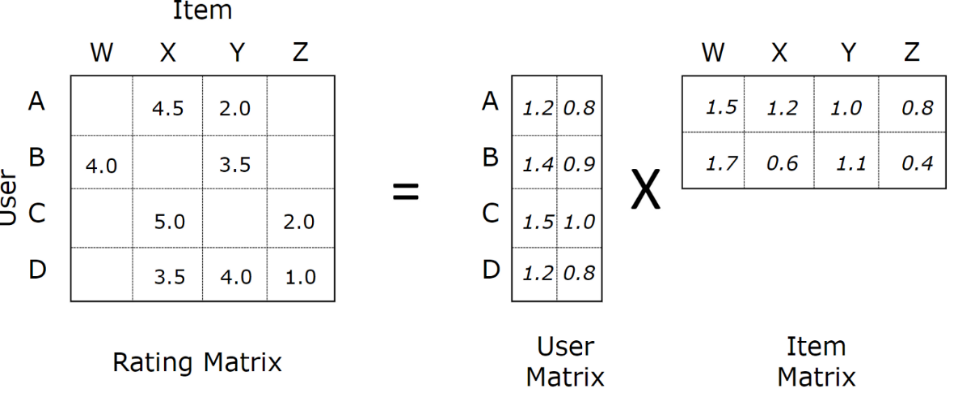 Item
W X Y Z W X Y Z
A 4.5 2.0 A 1.2 0.8 1.5 1.2 1.0 0.8
B 4.0 3.5 B 1.4 0.9 1.7 0.6 1.1 0.4
User
= X
C 5.0 2.0 C 1.5 1.0
D 3.5 4.0 1.0 D 1.2 0.8
Rating Matrix
User
Matrix
Item
Matrix